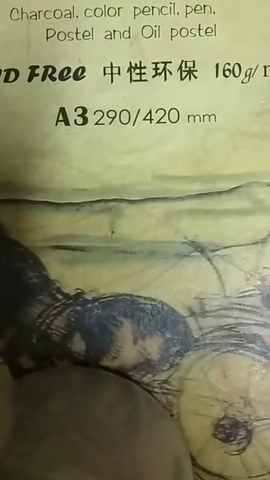 Charcoal. color pencil. pen.
Postel and Oil postel
D FRee 中性环保 160g/
A3 290/420 mm